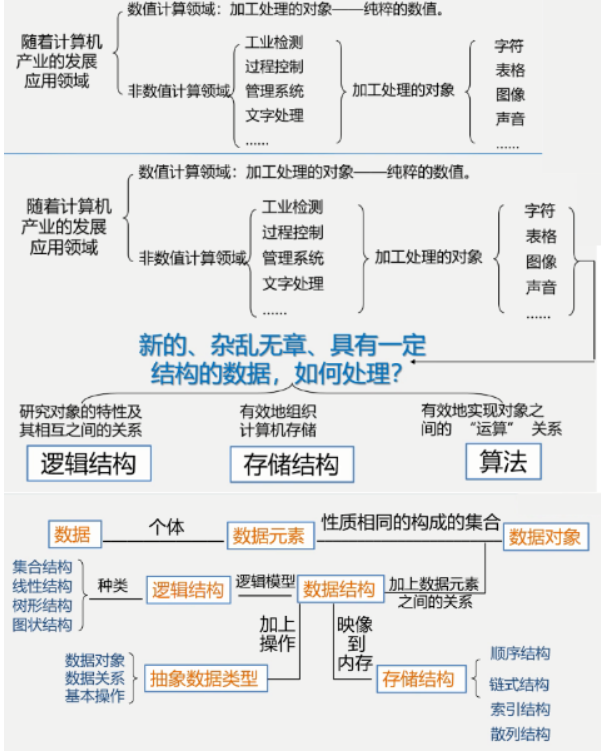 数值计算领域：加工处理的对象——纯粹的数值。
随着计算机
产业的发展
应用领域
非数值计算领域
工业检测
过程控制
管理系统
文字处理
……
加工处理的对象
字符
表格
图像
声音
……
数值计算领域：加工处理的对象——纯粹的数值。
随着计算机
产业的发展
应用领域
非数值计算领域
工业检测
过程控制
管理系统
文字处理
……
加工处理的对象
字符
表格
图像
声音
……
新的、杂乱无章、具有一定
结构的数据，如何处理？
研究对象的特性及
其相互之间的关系
逻辑结构
有效地组织
计算机存储
存储结构
有效地实现对象之
间的 “运算” 关系
算法
数据
个体
数据元素
性质相同的构成的集合
数据对象
集合结构
线性结构
树形结构
图状结构
种类
逻辑结构
逻辑模型
数据结构
加上数据元素
之间的关系
加上
操作
映像
到
内存
数据对象
数据关系
基本操作
抽象数据类型
存储结构
顺序结构
链式结构
索引结构
散列结构